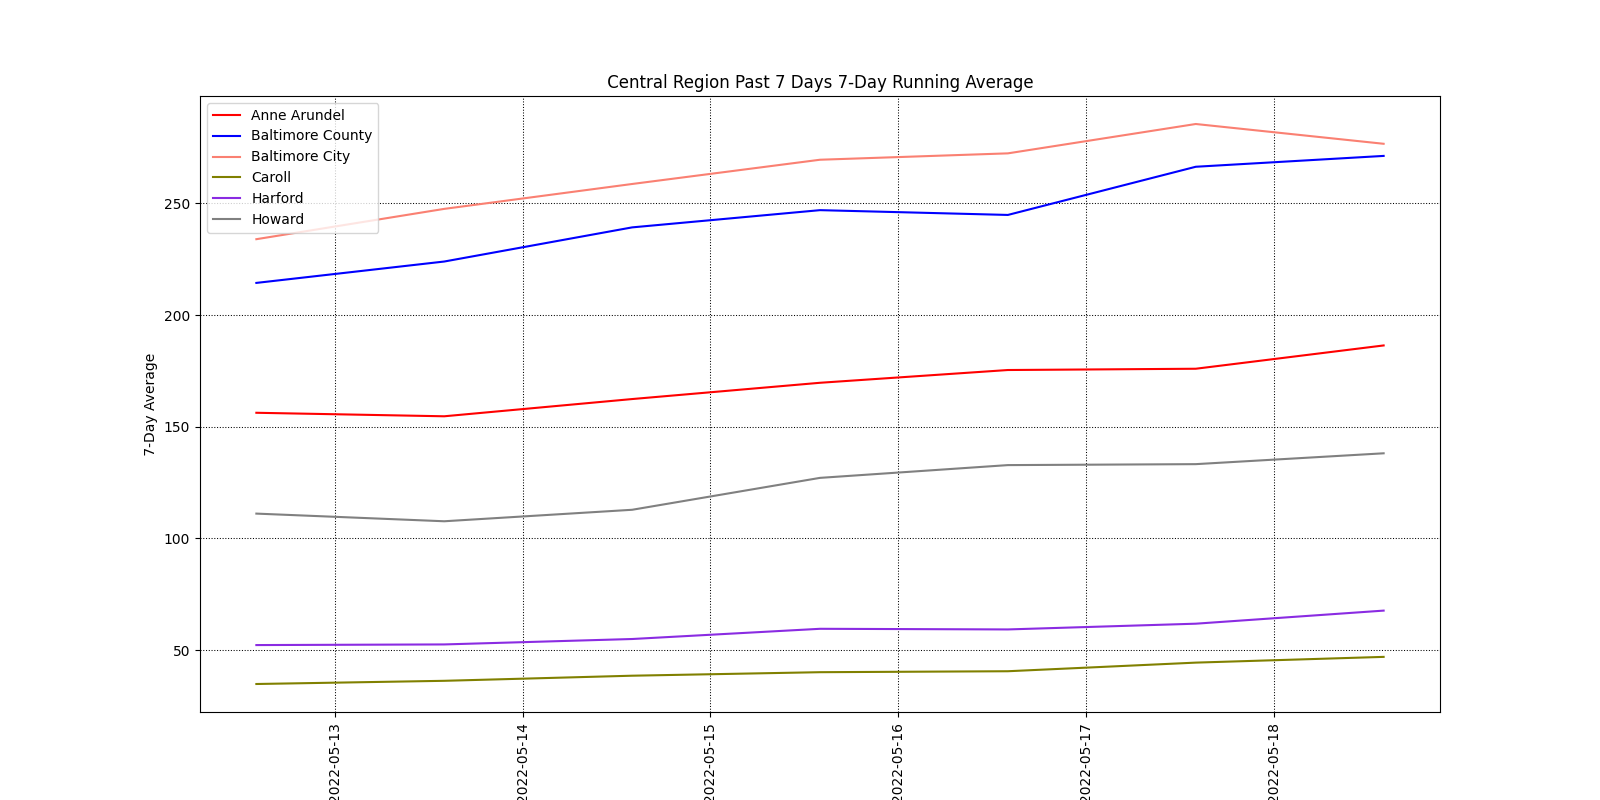 Central Region Past 7 Days 7-Day Running Average
Anne Arundel
Baltimore County
Baltimore City
Caroll
Harford
Howard
7-Day Average
250
200
150
100
50
2022-05-13
2022-05-14
2022-05-15
2022-05-16
2022-05-17
2022-05-18